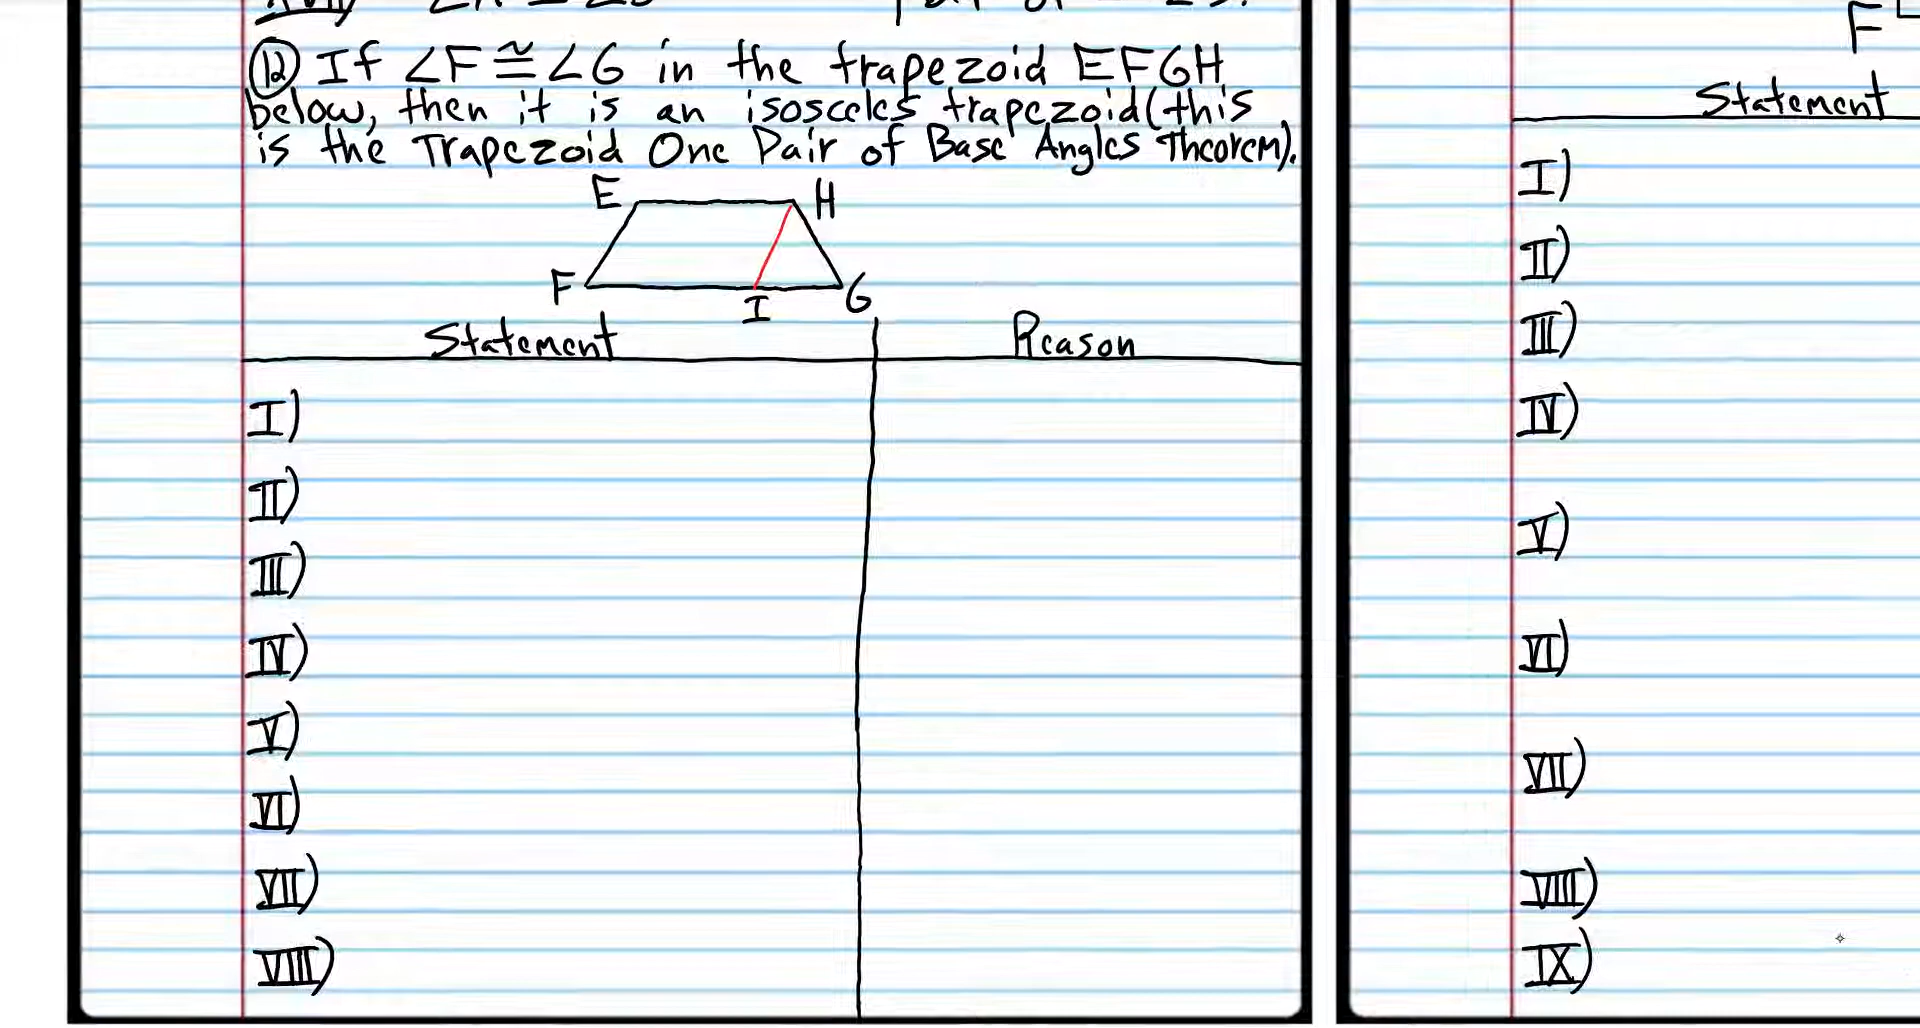 ⑫ If ∠F ≅ ∠G in the trapezoid EFGH
below, then it is an isosceles trapezoid (this
is the Trapezoid One Pair of Base Angles Theorem).
E H
F I G
Statement Reason
I)
II)
III)
IV)
V)
VI)
VII)
VIII)
F
Statement
I)
II)
III)
IV)
V)
VI)
VII)
VIII)
IX)